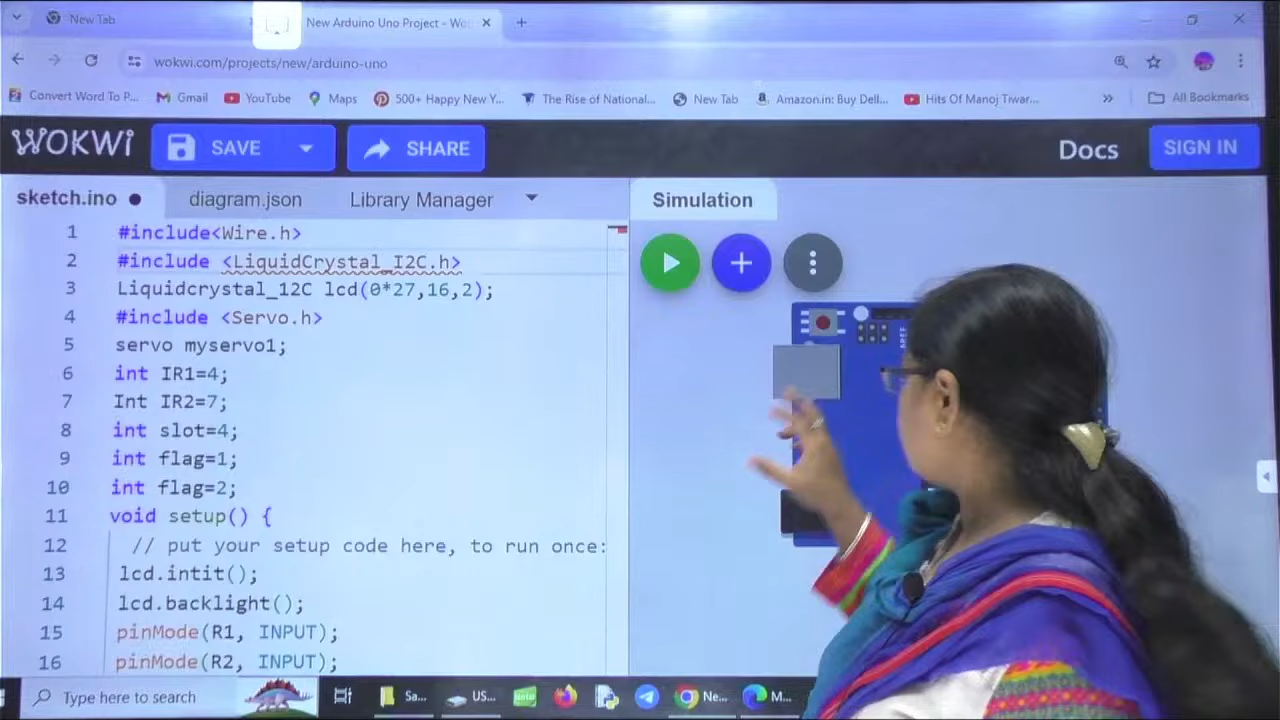 New Tab
New Arduino Uno Project - Wo
wokwi.com/projects/new/arduino-uno
Convert Word To P... Gmail YouTube Maps 500+ Happy New Y... The Rise of National... New Tab Amazon.in: Buy Dell... Hits Of Manoj Tiwar... » All Bookmarks
WOKWI SAVE SHARE Docs SIGN IN
sketch.ino diagram.json Library Manager
Simulation
1 #include<Wire.h>
2 #include <LiquidCrystal_I2C.h>
3 Liquidcrystal_12C lcd(0*27,16,2);
4 #include <Servo.h>
5 servo myservo1;
6 int IR1=4;
7 Int IR2=7;
8 int slot=4;
9 int flag=1;
10 int flag=2;
11 void setup() {
12 // put your setup code here, to run once:
13 lcd.intit();
14 lcd.backlight();
15 pinMode(R1, INPUT);
16 pinMode(R2, INPUT);
AREF
Type here to search Sa... US... Ne... M...